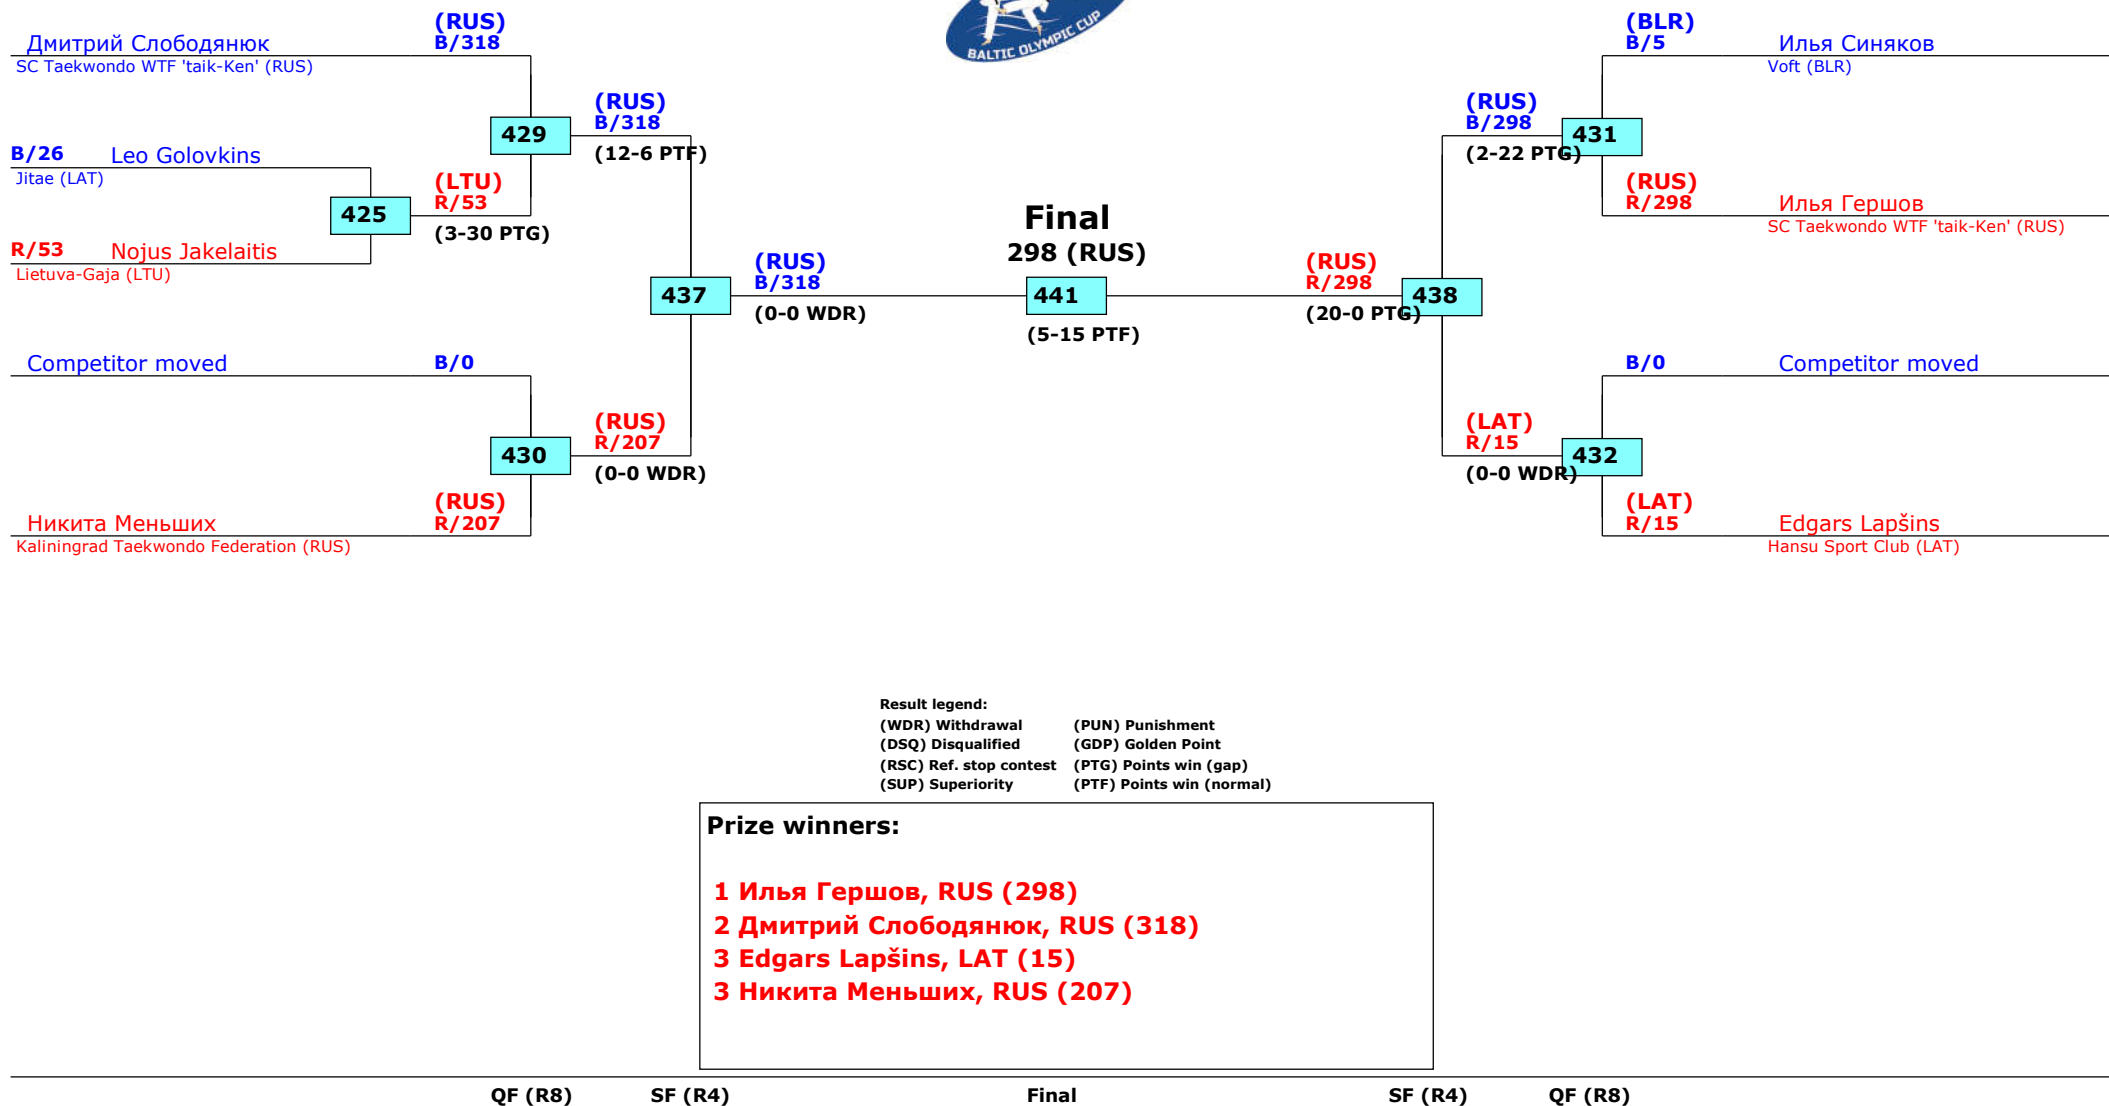 BALTIC OLYMPIC CUP
(RUS)
Дмитрий Слободянюк B/318
SC Taekwondo WTF 'taik-Ken' (RUS)
429
(RUS)
B/318
(12-6 PTF)
B/26 Leo Golovkins
Jitae (LAT)
425
(LTU)
R/53
(3-30 PTG)
R/53 Nojus Jakelaitis
Lietuva-Gaja (LTU)
437
(RUS)
B/318
(0-0 WDR)
Competitor moved B/0
430
(RUS)
R/207
(0-0 WDR)
(RUS)
Никита Меньших R/207
Kaliningrad Taekwondo Federation (RUS)
Final
298 (RUS)
441
(5-15 PTF)
(BLR)
B/5 Илья Синяков
Voft (BLR)
(RUS)
B/298
431
(2-22 PTG)
(RUS)
R/298 Илья Гершов
SC Taekwondo WTF 'taik-Ken' (RUS)
(RUS)
R/298
438
(20-0 PTG)
B/0 Competitor moved
(LAT)
R/15
432
(0-0 WDR)
(LAT)
R/15 Edgars Lapšins
Hansu Sport Club (LAT)
Result legend:
(WDR) Withdrawal (PUN) Punishment
(DSQ) Disqualified (GDP) Golden Point
(RSC) Ref. stop contest (PTG) Points win (gap)
(SUP) Superiority (PTF) Points win (normal)
Prize winners:
1 Илья Гершов, RUS (298)
2 Дмитрий Слободянюк, RUS (318)
3 Edgars Lapšins, LAT (15)
3 Никита Меньших, RUS (207)
QF (R8) SF (R4) Final SF (R4) QF (R8)